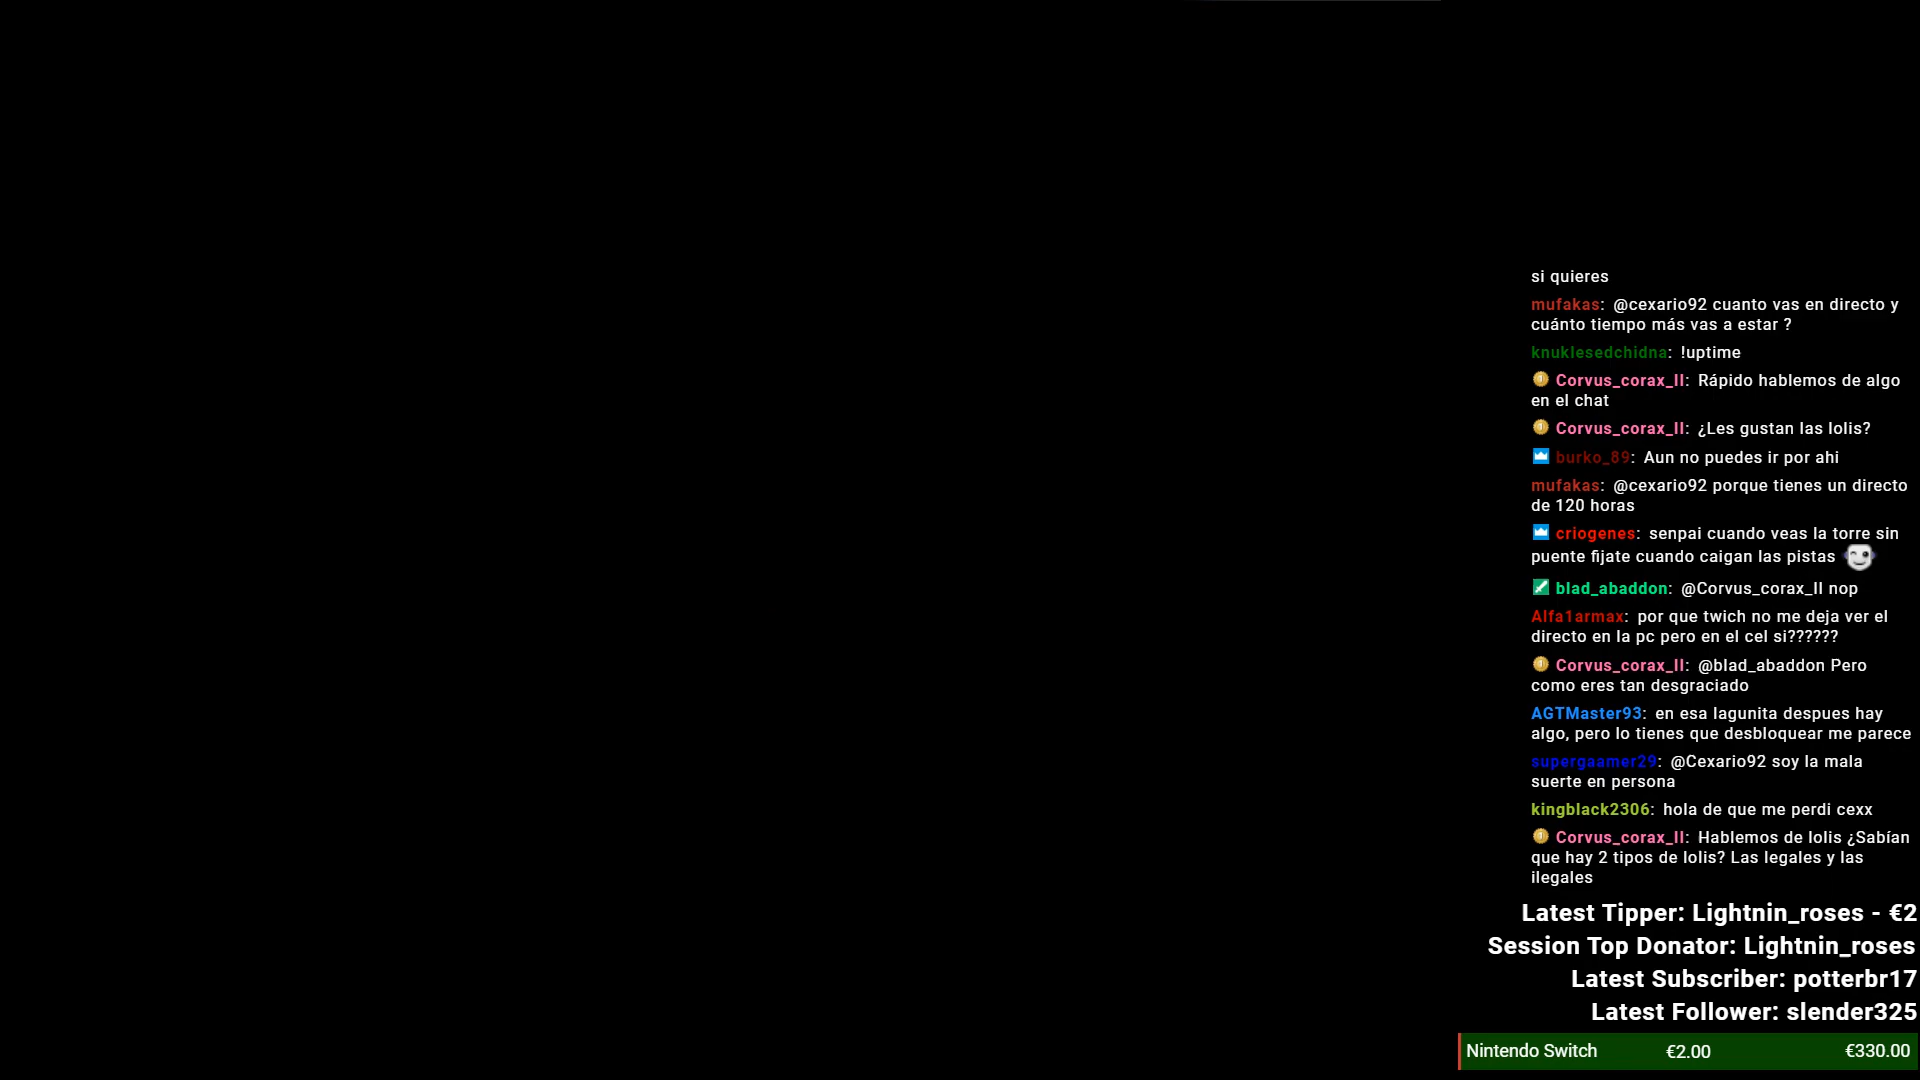 si quieres
mufakas: @cexario92 cuanto vas en directo y
cuánto tiempo más vas a estar ?
knuklesedchidna: !uptime
Corvus_corax_II: Rápido hablemos de algo
en el chat
Corvus_corax_II: ¿Les gustan las lolis?
burko_89: Aun no puedes ir por ahi
mufakas: @cexario92 porque tienes un directo
de 120 horas
criogenes: senpai cuando veas la torre sin
puente fijate cuando caigan las pistas
blad_abaddon: @Corvus_corax_II nop
Alfa1armax: por que twich no me deja ver el
directo en la pc pero en el cel si??????
Corvus_corax_II: @blad_abaddon Pero
como eres tan desgraciado
AGTMaster93: en esa lagunita despues hay
algo, pero lo tienes que desbloquear me parece
supergaamer29: @Cexario92 soy la mala
suerte en persona
kingblack2306: hola de que me perdi cexx
Corvus_corax_II: Hablemos de lolis ¿Sabían
que hay 2 tipos de lolis? Las legales y las
ilegales
Latest Tipper: Lightnin_roses - €2
Session Top Donator: Lightnin_roses
Latest Subscriber: potterbr17
Latest Follower: slender325
Nintendo Switch €2.00 €330.00